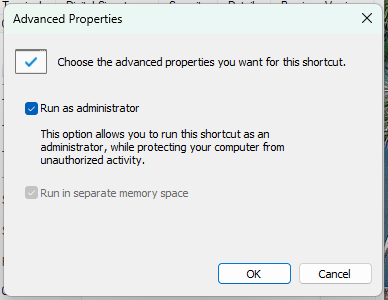 Advanced Properties
Choose the advanced properties you want for this shortcut.
Run as administrator
This option allows you to run this shortcut as an
administrator, while protecting your computer from
unauthorized activity.
Run in separate memory space
OK
Cancel